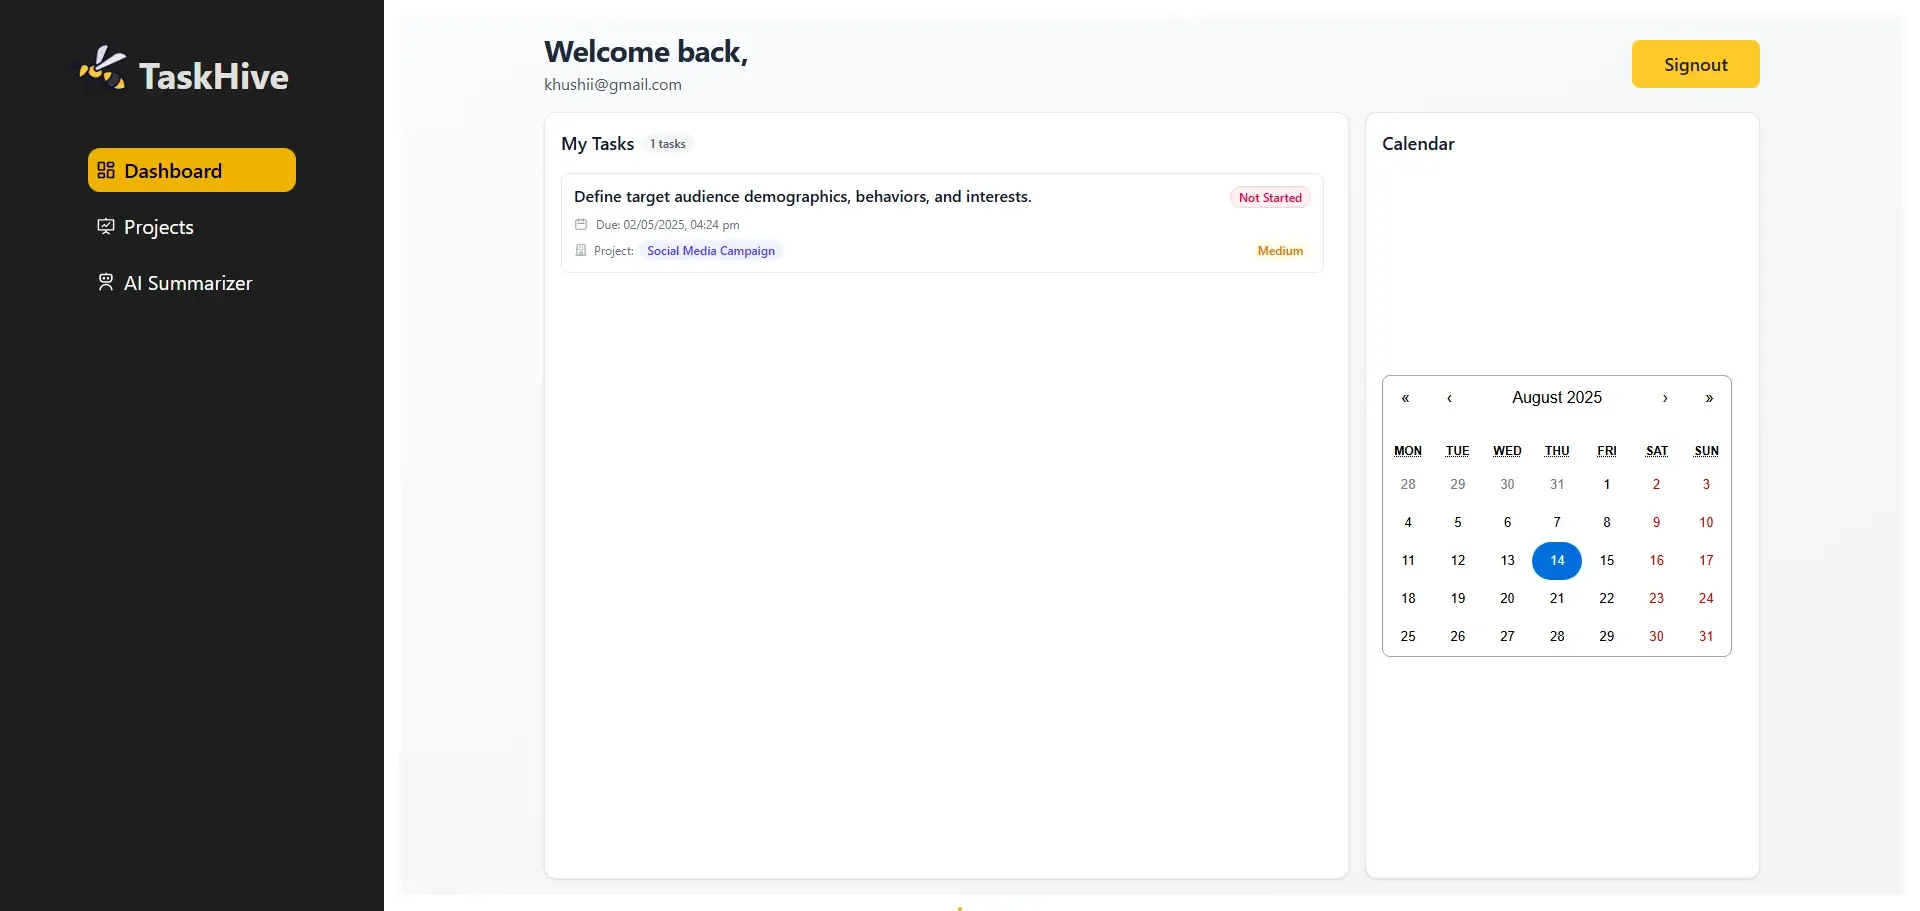 TaskHive
Dashboard
Projects
AI Summarizer
Welcome back,
khushii@gmail.com
Signout
My Tasks 1 tasks
Define target audience demographics, behaviors, and interests. Not Started
Due: 02/05/2025, 04:24 pm
Project: Social Media Campaign Medium
Calendar
« ‹ August 2025 › »
MON TUE WED THU FRI SAT SUN
28 29 30 31 1 2 3
4 5 6 7 8 9 10
11 12 13 14 15 16 17
18 19 20 21 22 23 24
25 26 27 28 29 30 31